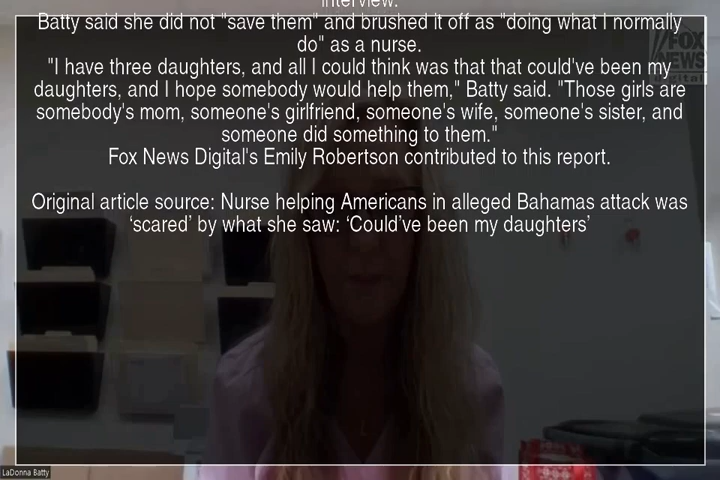 interview.
Batty said she did not "save them" and brushed it off as "doing what I normally
do" as a nurse.
"I have three daughters, and all I could think was that that could've been my
daughters, and I hope somebody would help them," Batty said. "Those girls are
somebody's mom, someone's girlfriend, someone's wife, someone's sister, and
someone did something to them."
Fox News Digital's Emily Robertson contributed to this report.
Original article source: Nurse helping Americans in alleged Bahamas attack was
'scared' by what she saw: 'Could've been my daughters'
FOX
NEWS
digital
LaDonna Batty